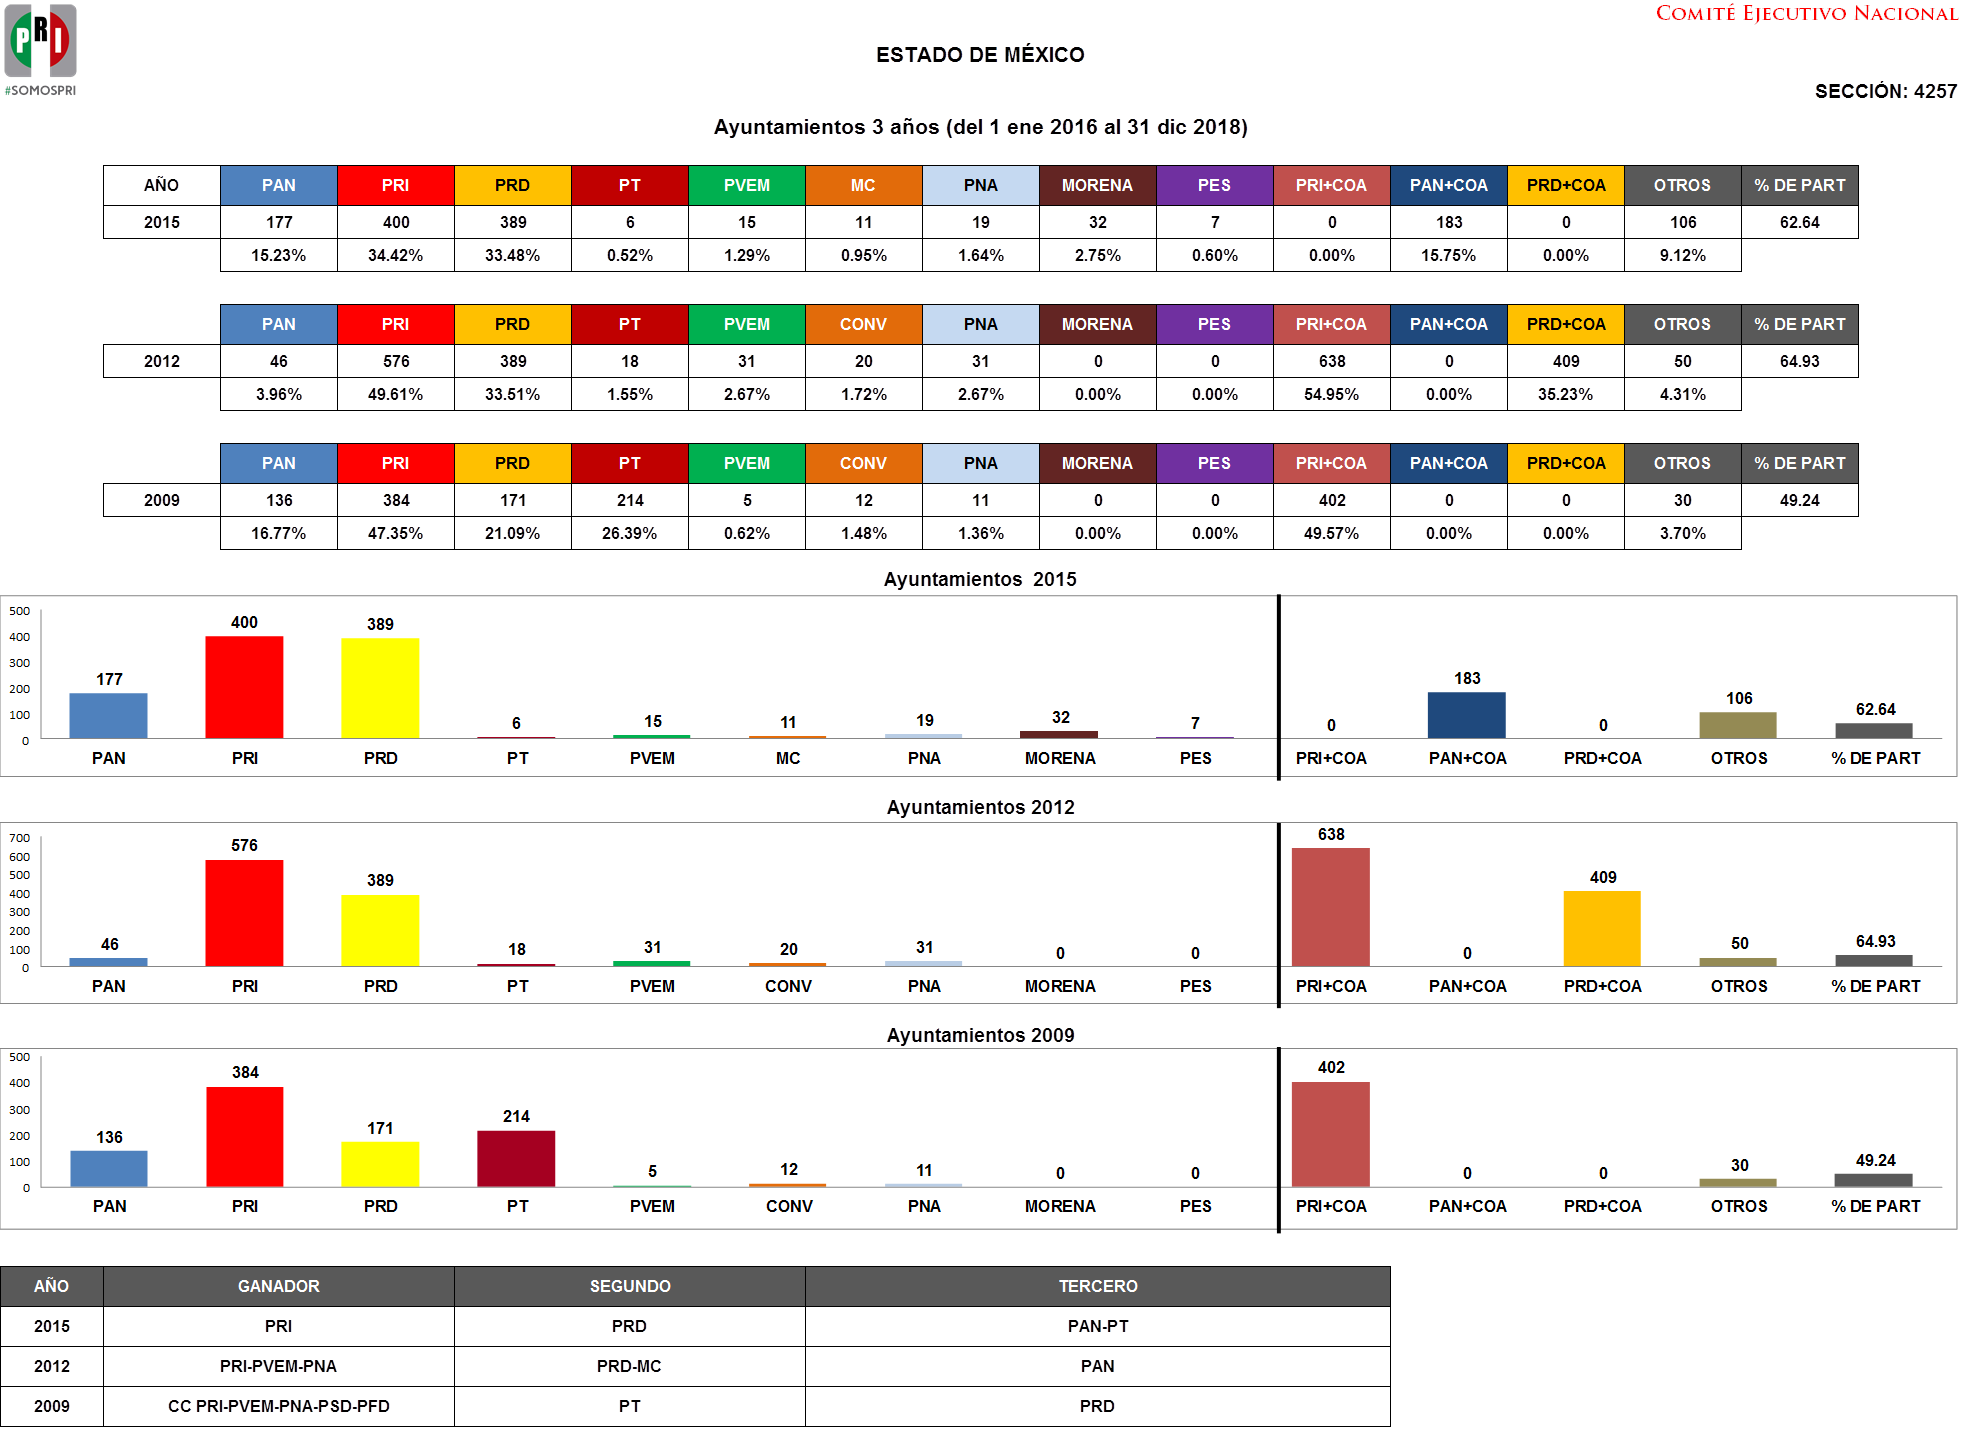 PRI
#SOMOSPRI
COMITÉ EJECUTIVO NACIONAL
ESTADO DE MÉXICO
SECCIÓN: 4257
Ayuntamientos 3 años (del 1 ene 2016 al 31 dic 2018)
AÑO PAN PRI PRD PT PVEM MC PNA MORENA PES PRI+COA PAN+COA PRD+COA OTROS % DE PART
2015 177 400 389 6 15 11 19 32 7 0 183 0 106 62.64
15.23% 34.42% 33.48% 0.52% 1.29% 0.95% 1.64% 2.75% 0.60% 0.00% 15.75% 0.00% 9.12%
PAN PRI PRD PT PVEM CONV PNA MORENA PES PRI+COA PAN+COA PRD+COA OTROS % DE PART
2012 46 576 389 18 31 20 31 0 0 638 0 409 50 64.93
3.96% 49.61% 33.51% 1.55% 2.67% 1.72% 2.67% 0.00% 0.00% 54.95% 0.00% 35.23% 4.31%
PAN PRI PRD PT PVEM CONV PNA MORENA PES PRI+COA PAN+COA PRD+COA OTROS % DE PART
2009 136 384 171 214 5 12 11 0 0 402 0 0 30 49.24
16.77% 47.35% 21.09% 26.39% 0.62% 1.48% 1.36% 0.00% 0.00% 49.57% 0.00% 0.00% 3.70%
Ayuntamientos 2015
500
400
300
200
100
0
177 400 389 6 15 11 19 32 7 0 183 0 106 62.64
PAN PRI PRD PT PVEM MC PNA MORENA PES PRI+COA PAN+COA PRD+COA OTROS % DE PART
Ayuntamientos 2012
700
600
500
400
300
200
100
0
46 576 389 18 31 20 31 0 0 638 0 409 50 64.93
PAN PRI PRD PT PVEM CONV PNA MORENA PES PRI+COA PAN+COA PRD+COA OTROS % DE PART
Ayuntamientos 2009
500
400
300
200
100
0
136 384 171 214 5 12 11 0 0 402 0 0 30 49.24
PAN PRI PRD PT PVEM CONV PNA MORENA PES PRI+COA PAN+COA PRD+COA OTROS % DE PART
AÑO GANADOR SEGUNDO TERCERO
2015 PRI PRD PAN-PT
2012 PRI-PVEM-PNA PRD-MC PAN
2009 CC PRI-PVEM-PNA-PSD-PFD PT PRD